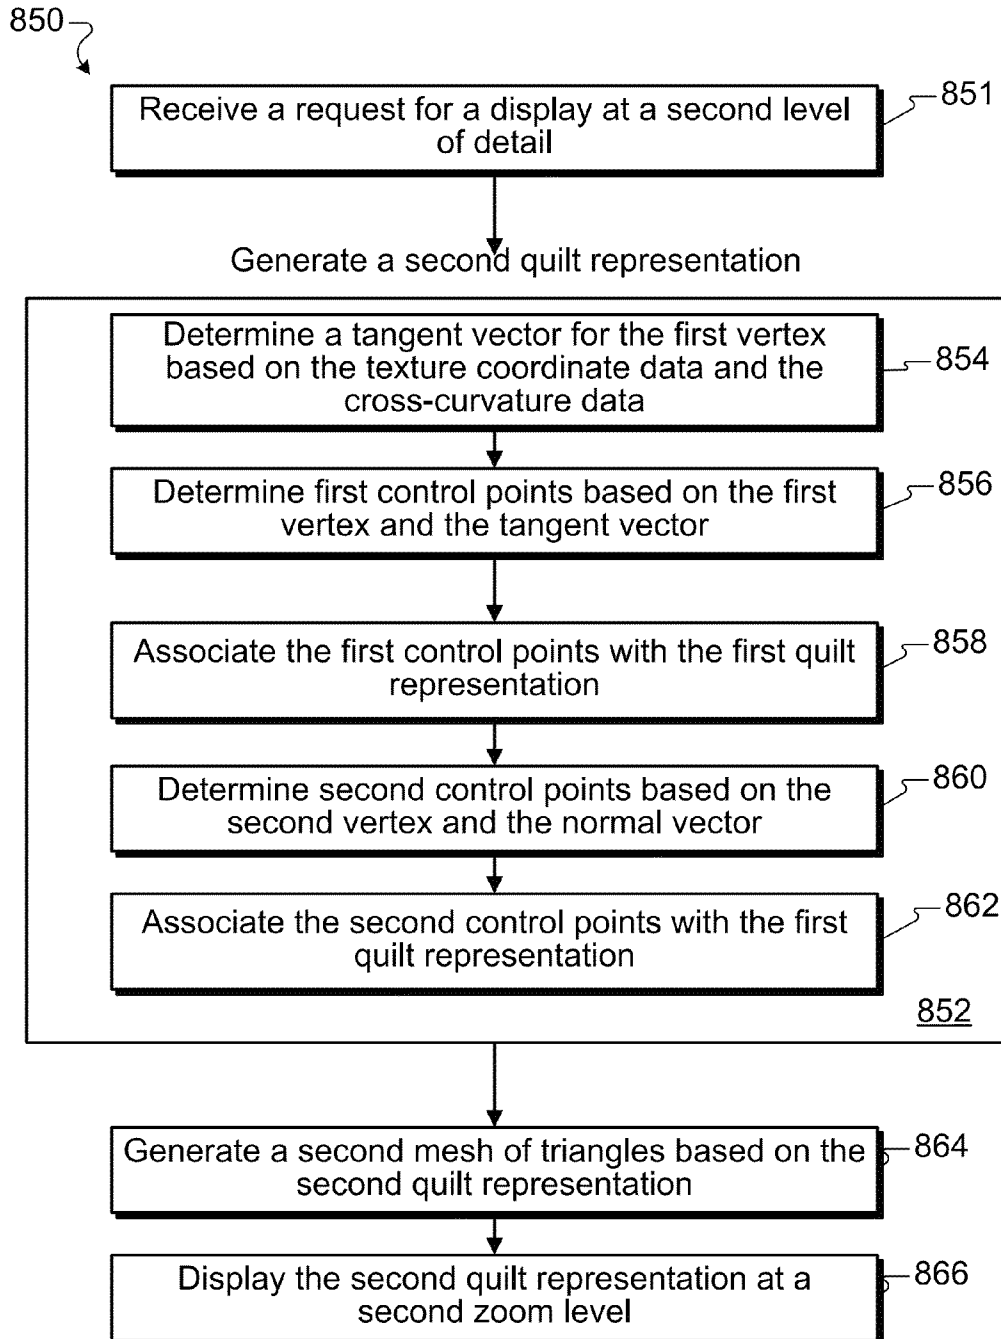 850
Receive a request for a display at a second level
of detail
851
Generate a second quilt representation
Determine a tangent vector for the first vertex
based on the texture coordinate data and the
cross-curvature data
854
Determine first control points based on the first
vertex and the tangent vector
856
Associate the first control points with the first quilt
representation
858
Determine second control points based on the
second vertex and the normal vector
860
Associate the second control points with the first
quilt representation
862
852
Generate a second mesh of triangles based on the
second quilt representation
864
Display the second quilt representation at a
second zoom level
866